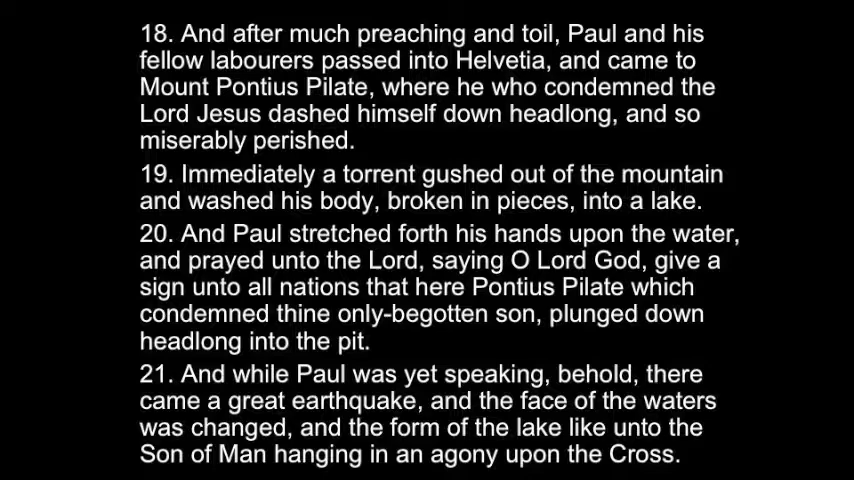 18. And after much preaching and toil, Paul and his
fellow labourers passed into Helvetia, and came to
Mount Pontius Pilate, where he who condemned the
Lord Jesus dashed himself down headlong, and so
miserably perished.
19. Immediately a torrent gushed out of the mountain
and washed his body, broken in pieces, into a lake.
20. And Paul stretched forth his hands upon the water,
and prayed unto the Lord, saying O Lord God, give a
sign unto all nations that here Pontius Pilate which
condemned thine only-begotten son, plunged down
headlong into the pit.
21. And while Paul was yet speaking, behold, there
came a great earthquake, and the face of the waters
was changed, and the form of the lake like unto the
Son of Man hanging in an agony upon the Cross.